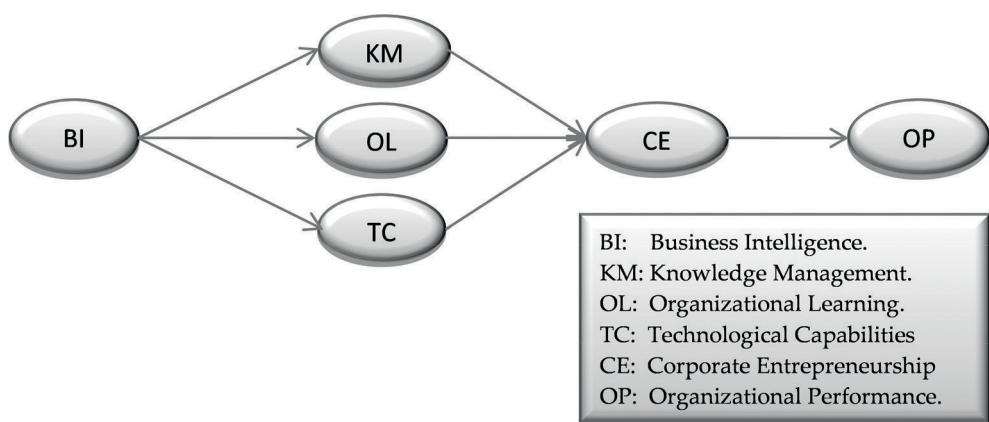 KM
BI
OL
CE
OP
TC
BI: Business Intelligence.
KM: Knowledge Management.
OL: Organizational Learning.
TC: Technological Capabilities
CE: Corporate Entrepreneurship
OP: Organizational Performance.